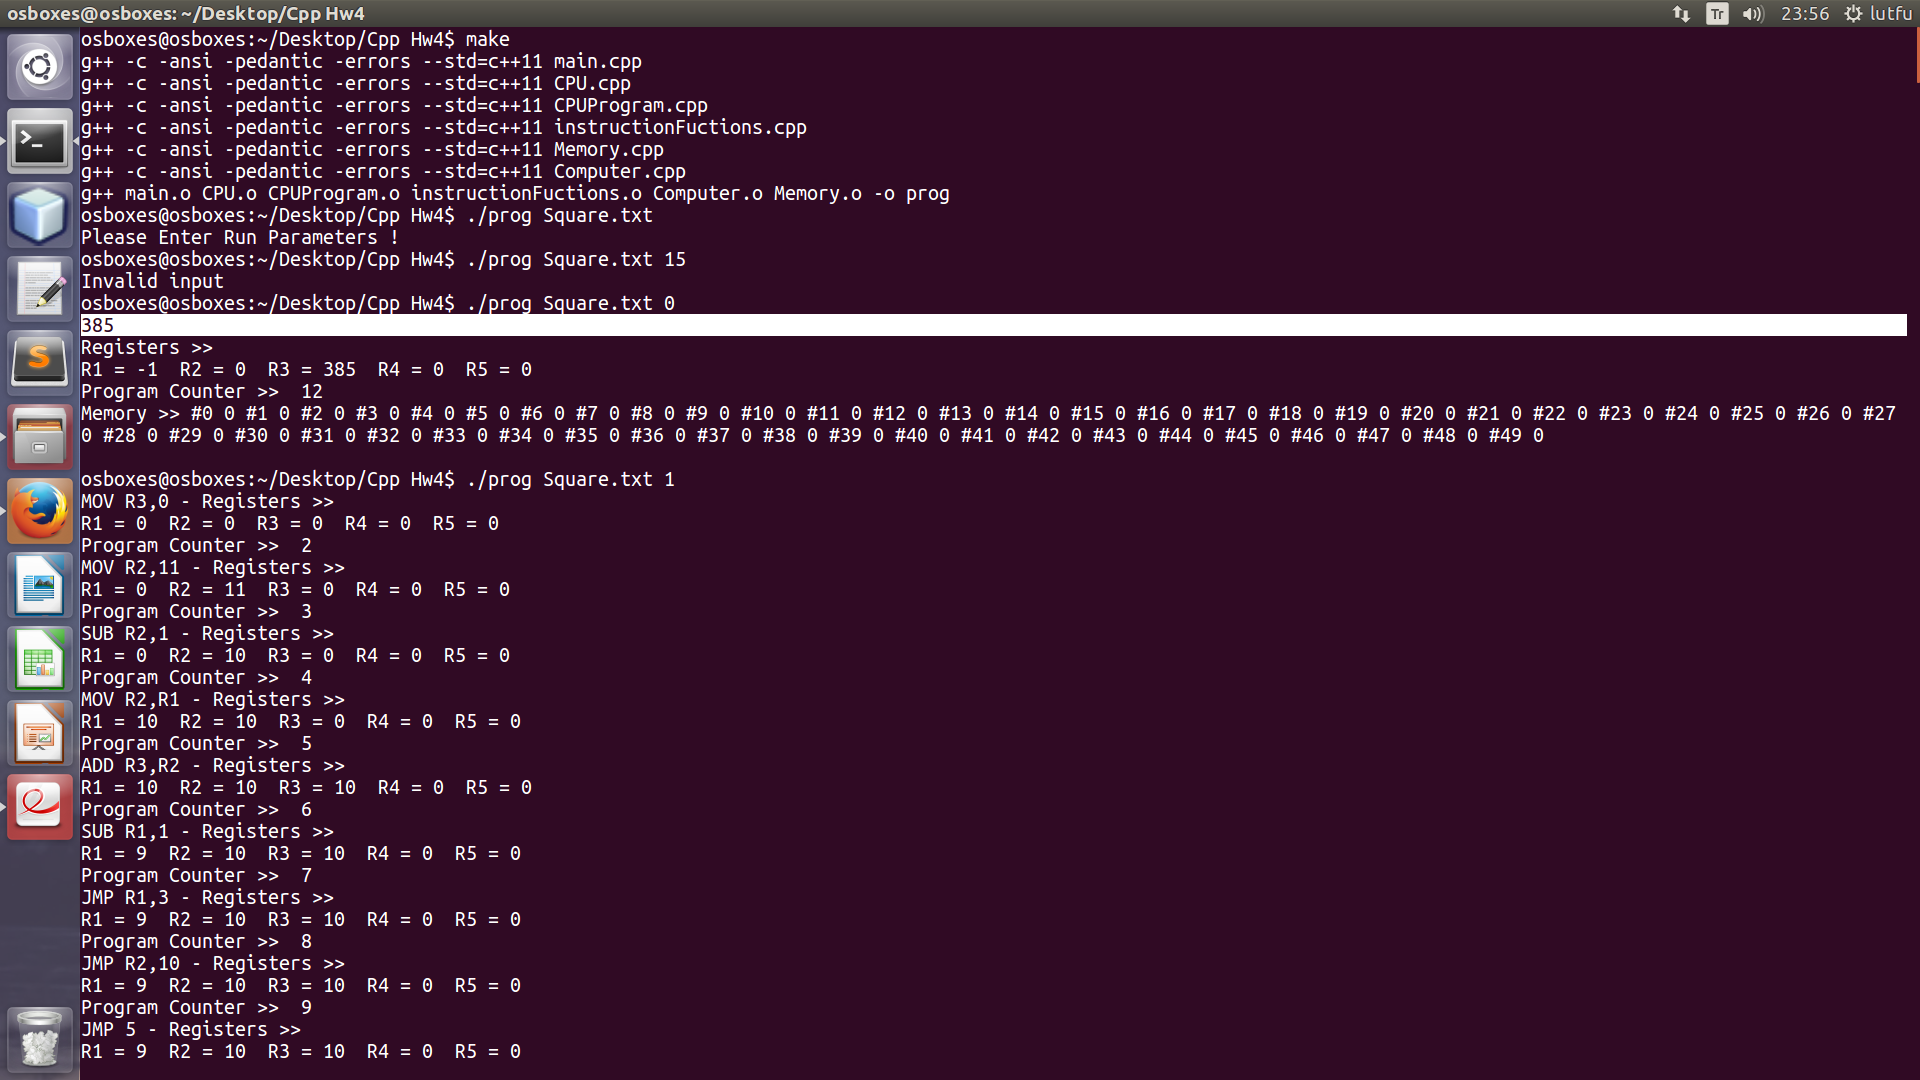 osboxes@osboxes: ~/Desktop/Cpp Hw4
Tr
23:56
lutfu
osboxes@osboxes:~/Desktop/Cpp Hw4$ make
g++ -c -ansi -pedantic -errors --std=c++11 main.cpp
g++ -c -ansi -pedantic -errors --std=c++11 CPU.cpp
g++ -c -ansi -pedantic -errors --std=c++11 CPUProgram.cpp
g++ -c -ansi -pedantic -errors --std=c++11 instructionFuctions.cpp
g++ -c -ansi -pedantic -errors --std=c++11 Memory.cpp
g++ -c -ansi -pedantic -errors --std=c++11 Computer.cpp
g++ main.o CPU.o CPUProgram.o instructionFuctions.o Computer.o Memory.o -o prog
osboxes@osboxes:~/Desktop/Cpp Hw4$ ./prog Square.txt
Please Enter Run Parameters !
osboxes@osboxes:~/Desktop/Cpp Hw4$ ./prog Square.txt 15
Invalid input
osboxes@osboxes:~/Desktop/Cpp Hw4$ ./prog Square.txt 0
385
Registers >>
R1 = -1  R2 = 0  R3 = 385  R4 = 0  R5 = 0
Program Counter >>  12
Memory >> #0 0 #1 0 #2 0 #3 0 #4 0 #5 0 #6 0 #7 0 #8 0 #9 0 #10 0 #11 0 #12 0 #13 0 #14 0 #15 0 #16 0 #17 0 #18 0 #19 0 #20 0 #21 0 #22 0 #23 0 #24 0 #25 0 #26 0 #27
0 #28 0 #29 0 #30 0 #31 0 #32 0 #33 0 #34 0 #35 0 #36 0 #37 0 #38 0 #39 0 #40 0 #41 0 #42 0 #43 0 #44 0 #45 0 #46 0 #47 0 #48 0 #49 0
osboxes@osboxes:~/Desktop/Cpp Hw4$ ./prog Square.txt 1
MOV R3,0 - Registers >>
R1 = 0  R2 = 0  R3 = 0  R4 = 0  R5 = 0
Program Counter >>  2
MOV R2,11 - Registers >>
R1 = 0  R2 = 11  R3 = 0  R4 = 0  R5 = 0
Program Counter >>  3
SUB R2,1 - Registers >>
R1 = 0  R2 = 10  R3 = 0  R4 = 0  R5 = 0
Program Counter >>  4
MOV R2,R1 - Registers >>
R1 = 10  R2 = 10  R3 = 0  R4 = 0  R5 = 0
Program Counter >>  5
ADD R3,R2 - Registers >>
R1 = 10  R2 = 10  R3 = 10  R4 = 0  R5 = 0
Program Counter >>  6
SUB R1,1 - Registers >>
R1 = 9  R2 = 10  R3 = 10  R4 = 0  R5 = 0
Program Counter >>  7
JMP R1,3 - Registers >>
R1 = 9  R2 = 10  R3 = 10  R4 = 0  R5 = 0
Program Counter >>  8
JMP R2,10 - Registers >>
R1 = 9  R2 = 10  R3 = 10  R4 = 0  R5 = 0
Program Counter >>  9
JMP 5 - Registers >>
R1 = 9  R2 = 10  R3 = 10  R4 = 0  R5 = 0